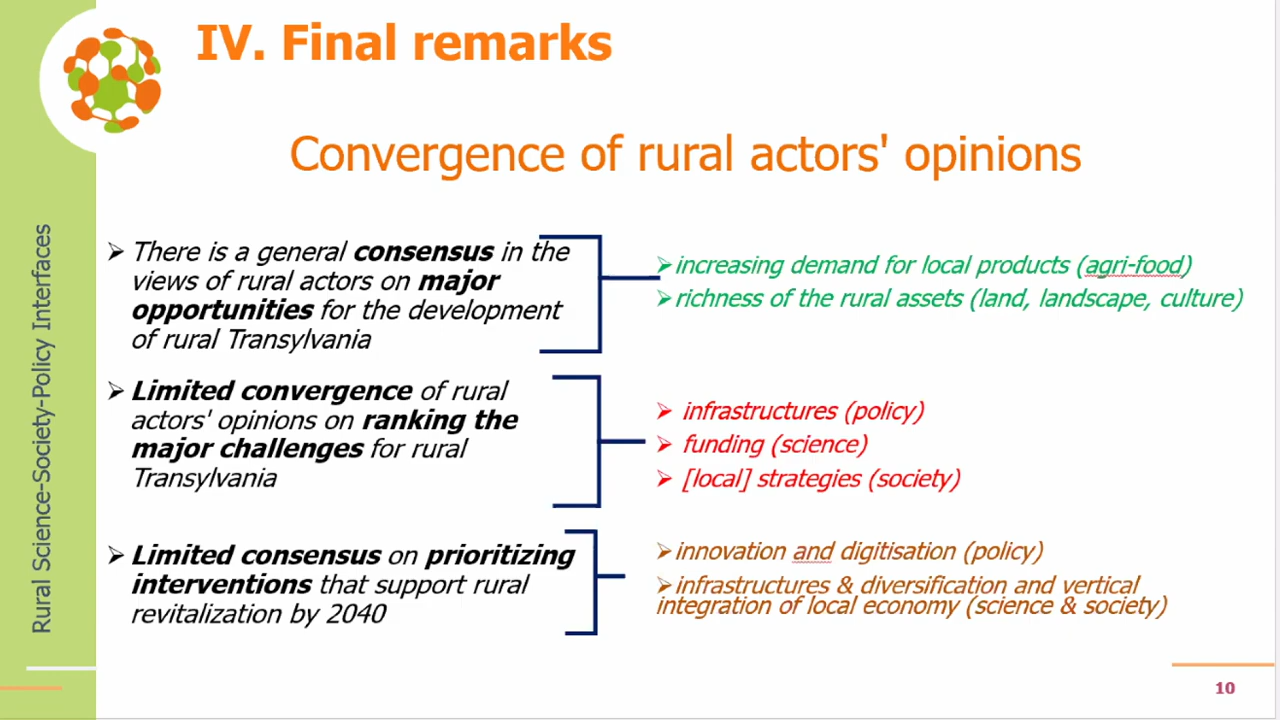 IV. Final remarks
Convergence of rural actors' opinions
Rural Science-Society-Policy Interfaces
➢ There is a general consensus in the
views of rural actors on major
opportunities for the development
of rural Transylvania
➢increasing demand for local products (agri-food)
➢richness of the rural assets (land, landscape, culture)
➢ Limited convergence of rural
actors' opinions on ranking the
major challenges for rural
Transylvania
➢ infrastructures (policy)
➢ funding (science)
➢ [local] strategies (society)
➢ Limited consensus on prioritizing
interventions that support rural
revitalization by 2040
➢innovation and digitisation (policy)
➢infrastructures & diversification and vertical
integration of local economy (science & society)
10